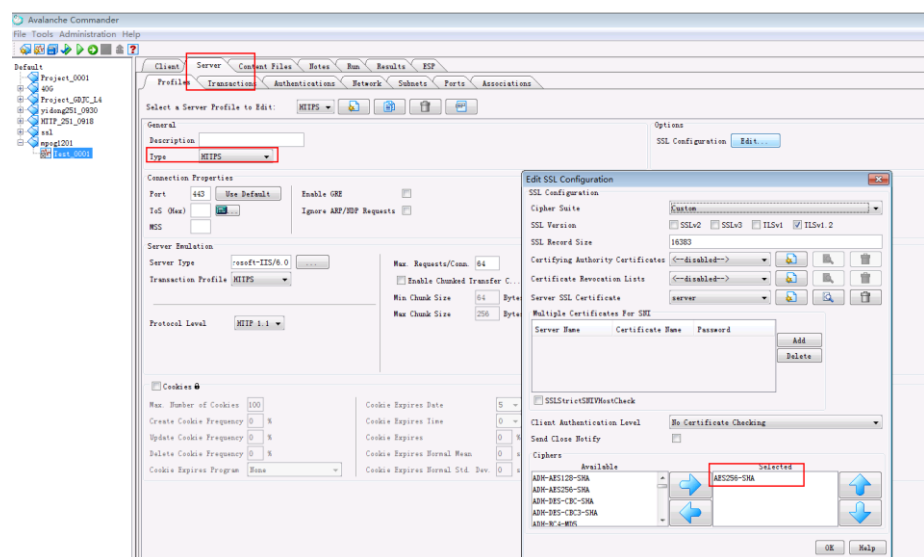 Avalanche Commander
File Tools Administration Help
Default
Project_0001
40G
Project_GDJC_L4
yidong251_0930
HTTP_251_0918
ssl
mpog1201
Test_0001
Client Server Content Files Notes Run Results ESP
Profiles Transactions Authentications Network Subnets Ports Associations
Select a Server Profile to Edit: HTTPS
General
Description
Type HTTPS
Options
SSL Configuration Edit...
Connection Properties
Port 443 Use Default Enable GRE
ToS (Hex) ... Ignore ARP/NDP Requests
MSS
Server Emulation
Server Type rosoft-IIS/6.0 ..... Max. Requests/Conn. 64
Transaction Profile HTTPS Enable Chunked Transfer C...
Min Chunk Size 64 Bytes
Protocol Level HTTP 1.1 Max Chunk Size 256 Bytes
Cookies
Max. Number of Cookies 100 Cookie Expires Date 5
Create Cookie Frequency 0 % Cookie Expires Time 0
Update Cookie Frequency 0 % Cookie Expires 0 %
Delete Cookie Frequency 0 % Cookie Expires Normal Mean 0 s
Cookie Expires Program None Cookie Expires Normal Std. Dev. 0 s
Edit SSL Configuration
SSL Configuration
Cipher Suite Custom
SSL Version SSLv2 SSLv3 TLSv1 TLSv1.2
SSL Record Size 16383
Certifying Authority Certificates <--disabled-->
Certificate Revocation Lists <--disabled-->
Server SSL Certificate server
Multiple Certificates For SNI
Server Name Certificate Name Password
Add
Delete
SSLStrictSNIVHostCheck
Client Authentication Level No Certificate Checking
Send Close Notify
Ciphers
Available Selected
ADH-AES128-SHA AES256-SHA
ADH-AES256-SHA
ADH-DES-CBC-SHA
ADH-DES-CBC3-SHA
ADH-RC4-MD5
OK Help